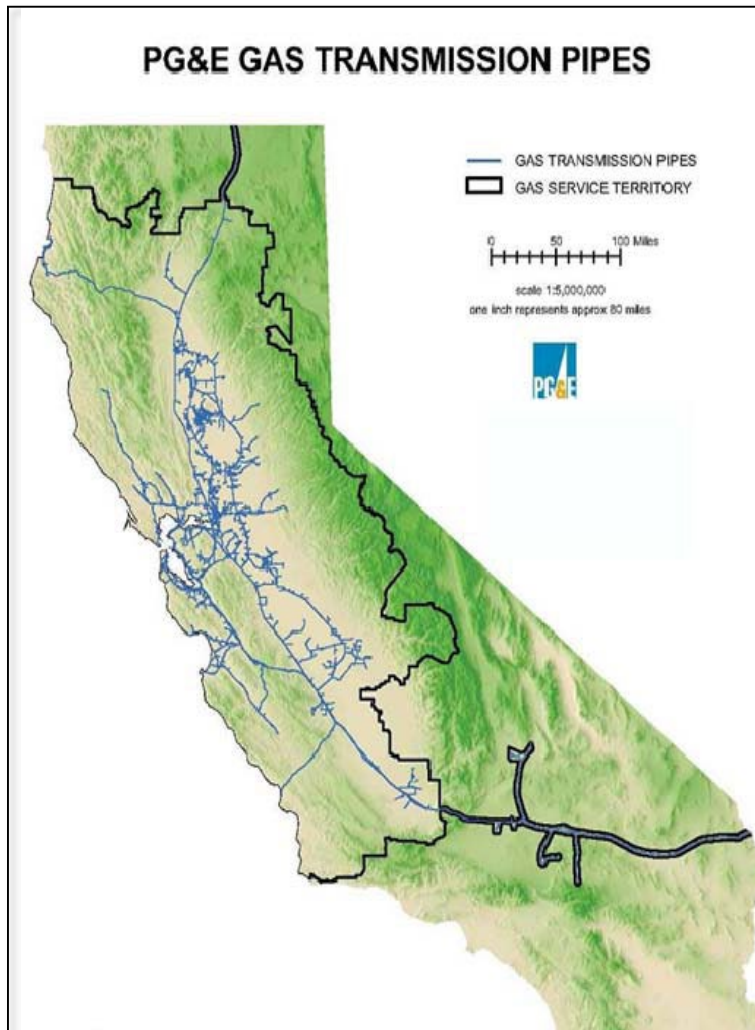 PG&E GAS TRANSMISSION PIPES
GAS TRANSMISSION PIPES
GAS SERVICE TERRITORY
0 50 100 Miles
scale 1:5,000,000
one inch represents approx 80 miles
PG&E